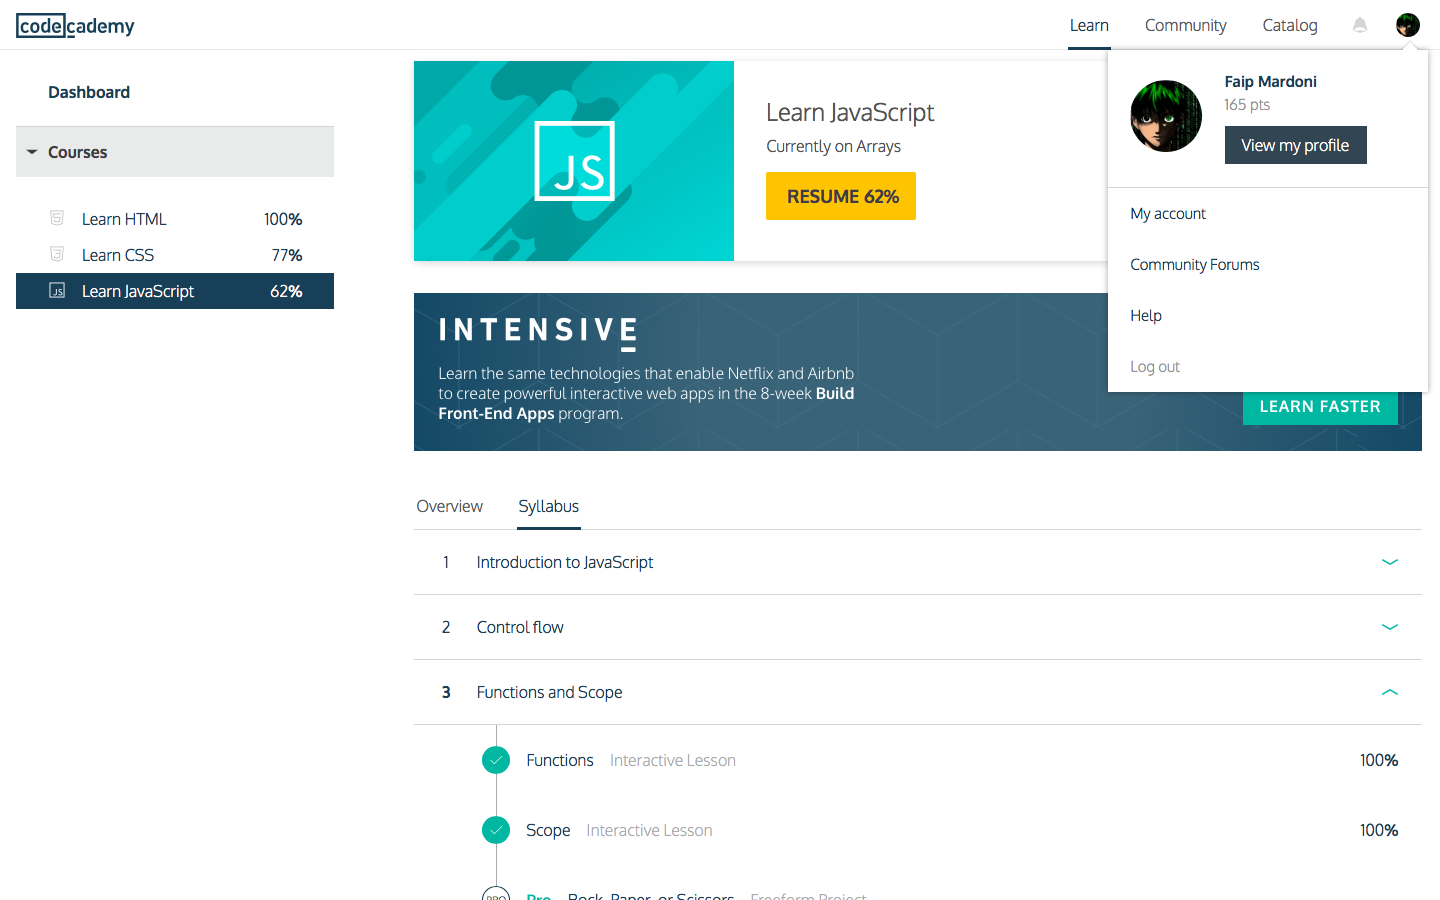 codecademy
Learn
Community
Catalog
Dashboard
Courses
Learn HTML 100%
Learn CSS 77%
JS Learn JavaScript 62%
JS
Learn JavaScript
Currently on Arrays
RESUME 62%
Faip Mardoni
165 pts
View my profile
My account
Community Forums
Help
Log out
INTENSIVE
Learn the same technologies that enable Netflix and Airbnb
to create powerful interactive web apps in the 8-week Build
Front-End Apps program.
LEARN FASTER
Overview Syllabus
1 Introduction to JavaScript
2 Control flow
3 Functions and Scope
Functions Interactive Lesson 100%
Scope Interactive Lesson 100%
PRO Pro Rock, Paper, or Scissors Freeform Project